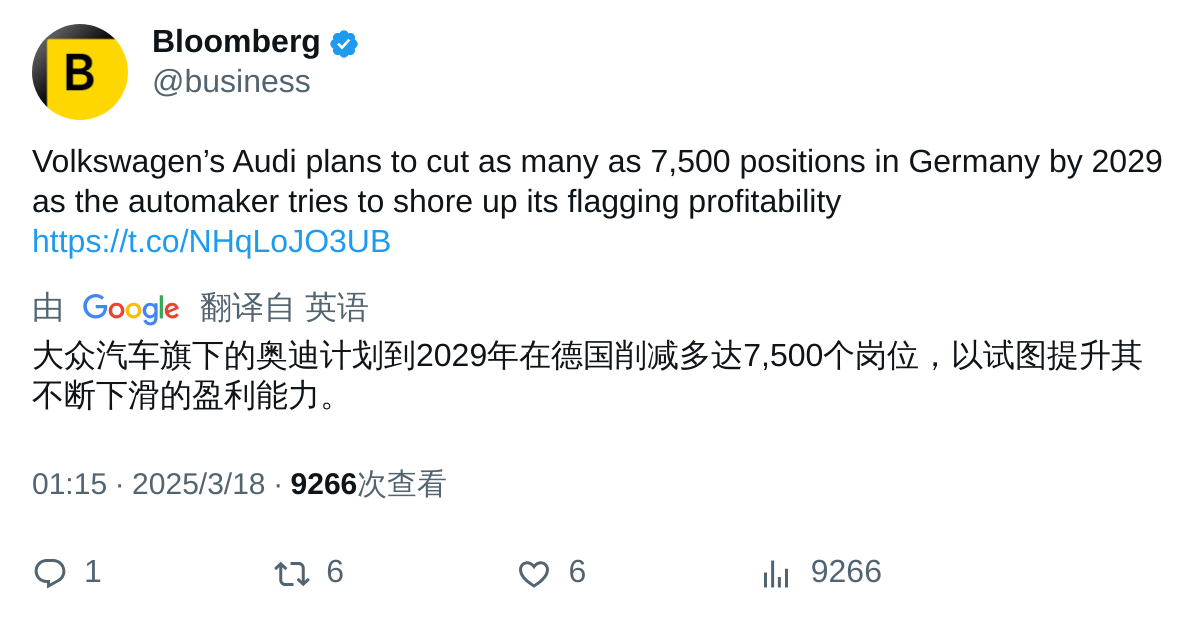 B
Bloomberg
@business
Volkswagen’s Audi plans to cut as many as 7,500 positions in Germany by 2029
as the automaker tries to shore up its flagging profitability
https://t.co/NHqLoJO3UB
由 Google 翻译自 英语
大众汽车旗下的奥迪计划到2029年在德国削减多达7,500个岗位，以试图提升其
不断下滑的盈利能力。
01:15 · 2025/3/18 · 9266次查看
1 6 6 9266